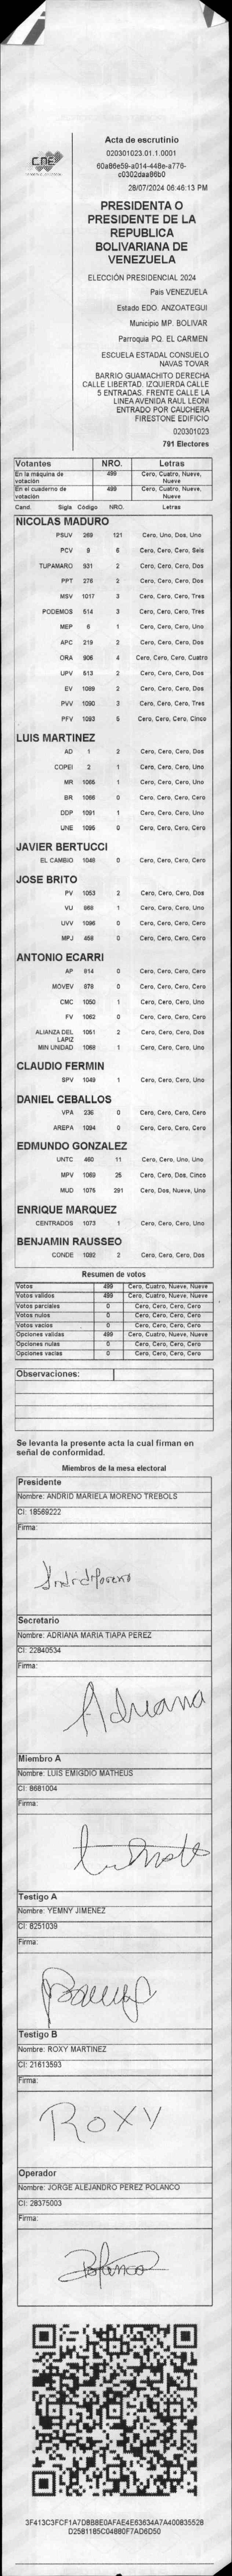 CNE
Acta de escrutinio
020301023.01.1.0001
60a86e59-a014-448e-a776-
c0302daa86b0
28/07/2024 06:46:13 PM
PRESIDENTA O
PRESIDENTE DE LA
REPUBLICA
BOLIVARIANA DE
VENEZUELA
ELECCIÓN PRESIDENCIAL 2024
Pais VENEZUELA
Estado EDO. ANZOATEGUI
Municipio MP. BOLIVAR
Parroquia PQ. EL CARMEN
ESCUELA ESTADAL CONSUELO
NAVAS TOVAR
BARRIO GUAMACHITO DERECHA
CALLE LIBERTAD. IZQUIERDA CALLE
5 ENTRADAS. FRENTE CALLE LA
LINEA AVENIDA RAUL LEONI
ENTRADO POR CAUCHERA
FIRESTONE EDIFICIO
020301023
791 Electores
Votantes NRO. Letras
En la máquina de votación 499 Cero, Cuatro, Nueve, Nueve
En el cuaderno de votación 499 Cero, Cuatro, Nueve, Nueve
Cand. Sigla Código NRO. Letras
NICOLAS MADURO
PSUV 269 121 Cero, Uno, Dos, Uno
PCV 5 6 Cero, Cero, Cero, Seis
TUPAMARO 931 2 Cero, Cero, Cero, Dos
PPT 276 2 Cero, Cero, Cero, Dos
MSV 1017 3 Cero, Cero, Cero, Tres
PODEMOS 514 3 Cero, Cero, Cero, Tres
MEP 6 1 Cero, Cero, Cero, Uno
APC 219 2 Cero, Cero, Cero, Dos
ORA 906 4 Cero, Cero, Cero, Cuatro
UPV 513 2 Cero, Cero, Cero, Dos
EV 1089 2 Cero, Cero, Cero, Dos
PVV 1090 3 Cero, Cero, Cero, Tres
PFV 1093 5 Cero, Cero, Cero, Cinco
LUIS MARTINEZ
AD 1 2 Cero, Cero, Cero, Dos
COPEI 2 1 Cero, Cero, Cero, Uno
MR 1065 1 Cero, Cero, Cero, Uno
BR 1066 0 Cero, Cero, Cero, Cero
DDP 1091 1 Cero, Cero, Cero, Uno
UNE 1095 0 Cero, Cero, Cero, Cero
JAVIER BERTUCCI
EL CAMBIO 1046 0 Cero, Cero, Cero, Cero
JOSE BRITO
PV 1053 2 Cero, Cero, Cero, Dos
VU 868 1 Cero, Cero, Cero, Uno
UVV 1096 0 Cero, Cero, Cero, Cero
MPJ 458 0 Cero, Cero, Cero, Cero
ANTONIO ECARRI
AP 914 0 Cero, Cero, Cero, Cero
MOVEV 878 0 Cero, Cero, Cero, Cero
CMC 1050 1 Cero, Cero, Cero, Uno
FV 1062 0 Cero, Cero, Cero, Cero
ALIANZA DEL LAPIZ 1051 2 Cero, Cero, Cero, Dos
MIN UNIDAD 1068 1 Cero, Cero, Cero, Uno
CLAUDIO FERMIN
SPV 1049 1 Cero, Cero, Cero, Uno
DANIEL CEBALLOS
VPA 236 0 Cero, Cero, Cero, Cero
AREPA 1094 0 Cero, Cero, Cero, Cero
EDMUNDO GONZALEZ
UNTC 460 11 Cero, Cero, Uno, Uno
MPV 1069 25 Cero, Cero, Dos, Cinco
MUD 1075 291 Cero, Dos, Nueve, Uno
ENRIQUE MARQUEZ
CENTRADOS 1073 1 Cero, Cero, Cero, Uno
BENJAMIN RAUSSEO
CONDE 1092 2 Cero, Cero, Cero, Dos
Resumen de votos
Votos 499 Cero, Cuatro, Nueve, Nueve
Votos validos 499 Cero, Cuatro, Nueve, Nueve
Votos parciales 0 Cero, Cero, Cero, Cero
Votos nulos 0 Cero, Cero, Cero, Cero
Votos vacios 0 Cero, Cero, Cero, Cero
Opciones validas 499 Cero, Cuatro, Nueve, Nueve
Opciones nulas 0 Cero, Cero, Cero, Cero
Opciones vacias 0 Cero, Cero, Cero, Cero
Observaciones:
Se levanta la presente acta la cual firman en
señal de conformidad.
Miembros de la mesa electoral
Presidente
Nombre: ANDRID MARIELA MORENO TREBOLS
CI: 18569222
Firma:
Secretario
Nombre: ADRIANA MARIA TIAPA PEREZ
CI: 22840534
Firma:
Adriana
Miembro A
Nombre: LUIS EMIGDIO MATHEUS
CI: 8681004
Firma:
Testigo A
Nombre: YEMNY JIMENEZ
CI: 8251039
Firma:
Testigo B
Nombre: ROXY MARTINEZ
CI: 21613593
Firma:
ROXY
Operador
Nombre: JORGE ALEJANDRO PEREZ POLANCO
CI: 28375003
Firma:
Polanco
3F413C3FCF1A7D8B8E0AFAE4E63634A7A400835528
D2581185C04880F7AD6D50